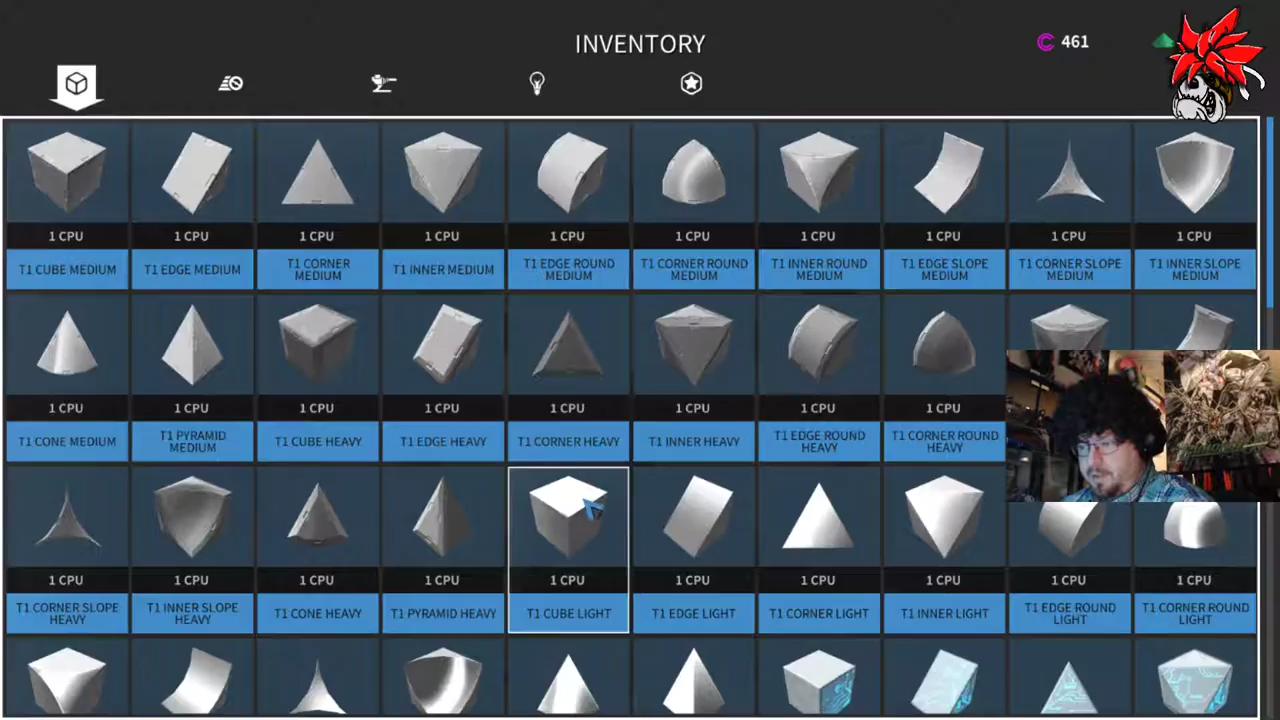 INVENTORY
461
1 CPU 1 CPU 1 CPU 1 CPU 1 CPU 1 CPU 1 CPU 1 CPU 1 CPU 1 CPU
T1 CUBE MEDIUM
T1 EDGE MEDIUM
T1 CORNER
MEDIUM
T1 INNER MEDIUM
T1 EDGE ROUND
MEDIUM
T1 CORNER ROUND
MEDIUM
T1 INNER ROUND
MEDIUM
T1 EDGE SLOPE
MEDIUM
T1 CORNER SLOPE
MEDIUM
T1 INNER SLOPE
MEDIUM
1 CPU 1 CPU 1 CPU 1 CPU 1 CPU 1 CPU 1 CPU 1 CPU
T1 CONE MEDIUM
T1 PYRAMID
MEDIUM
T1 CUBE HEAVY
T1 EDGE HEAVY
T1 CORNER HEAVY
T1 INNER HEAVY
T1 EDGE ROUND
HEAVY
T1 CORNER ROUND
HEAVY
1 CPU 1 CPU 1 CPU 1 CPU 1 CPU 1 CPU 1 CPU 1 CPU 1 CPU 1 CPU
T1 CORNER SLOPE
HEAVY
T1 INNER SLOPE
HEAVY
T1 CONE HEAVY
T1 PYRAMID HEAVY
T1 CUBE LIGHT
T1 EDGE LIGHT
T1 CORNER LIGHT
T1 INNER LIGHT
T1 EDGE ROUND
LIGHT
T1 CORNER ROUND
LIGHT